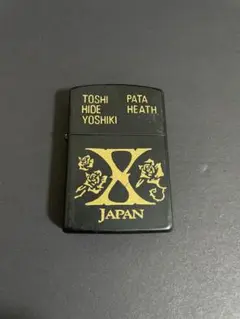 TOSHI PATA
HIDE HEATH
YOSHIKI
X
JAPAN